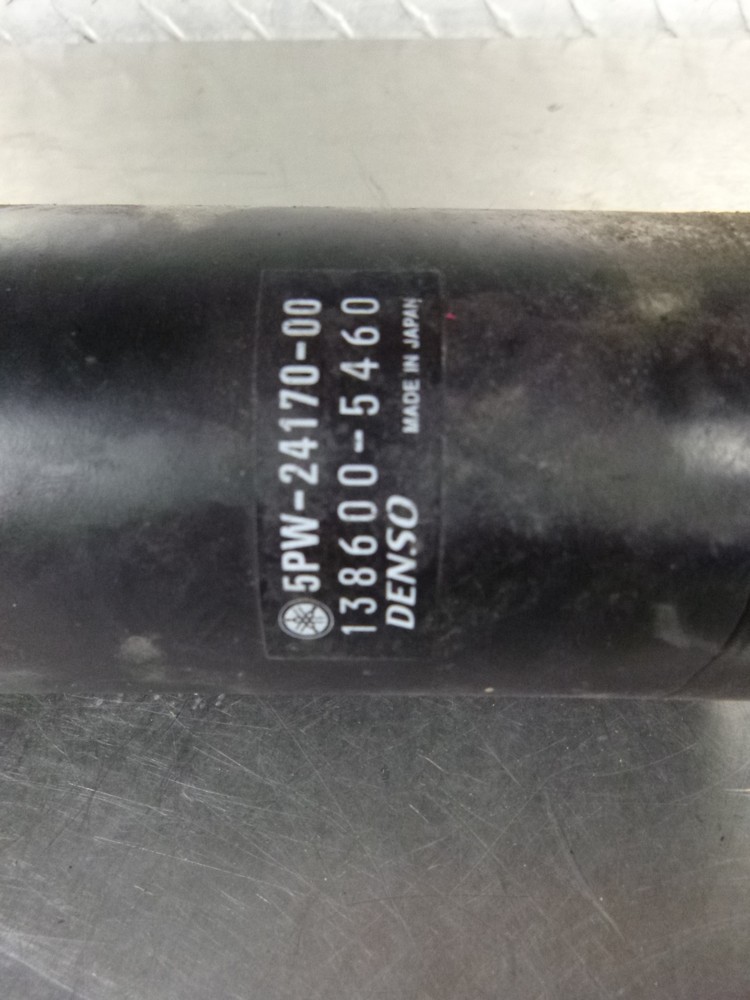 5PW-24170-00
138600-5460
DENSO MADE IN JAPAN